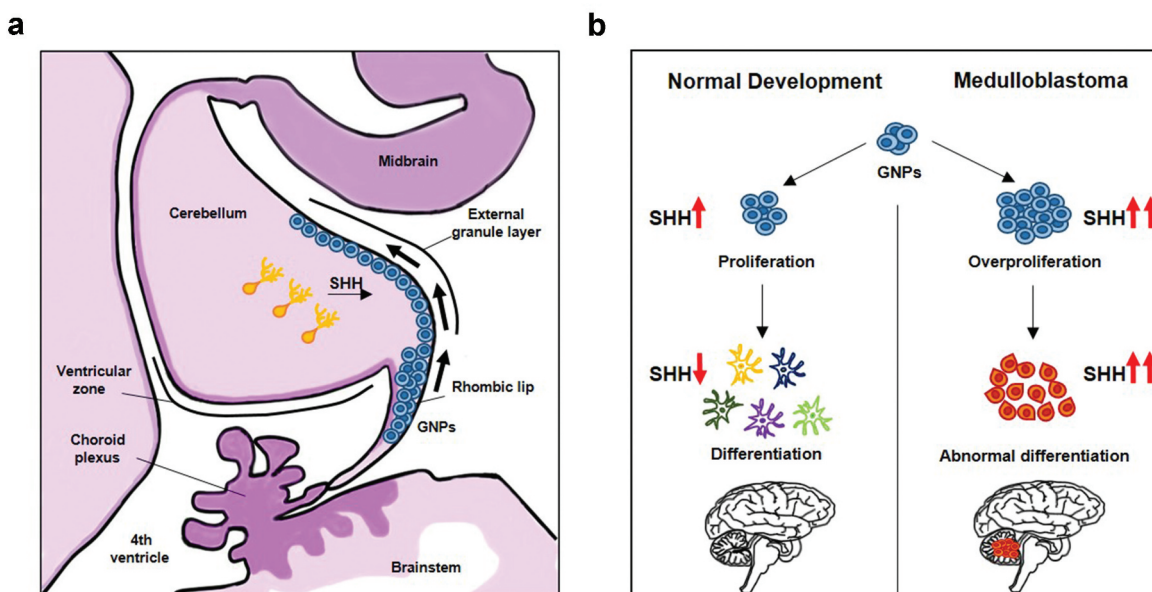 a
Midbrain
Cerebellum
External
granule layer
SHH
Ventricular
zone
Rhombic lip
GNPs
Choroid
plexus
4th
ventricle
Brainstem
b
Normal Development
Medulloblastoma
GNPs
SHH
SHH
Proliferation
Overproliferation
SHH
SHH
Differentiation
Abnormal differentiation